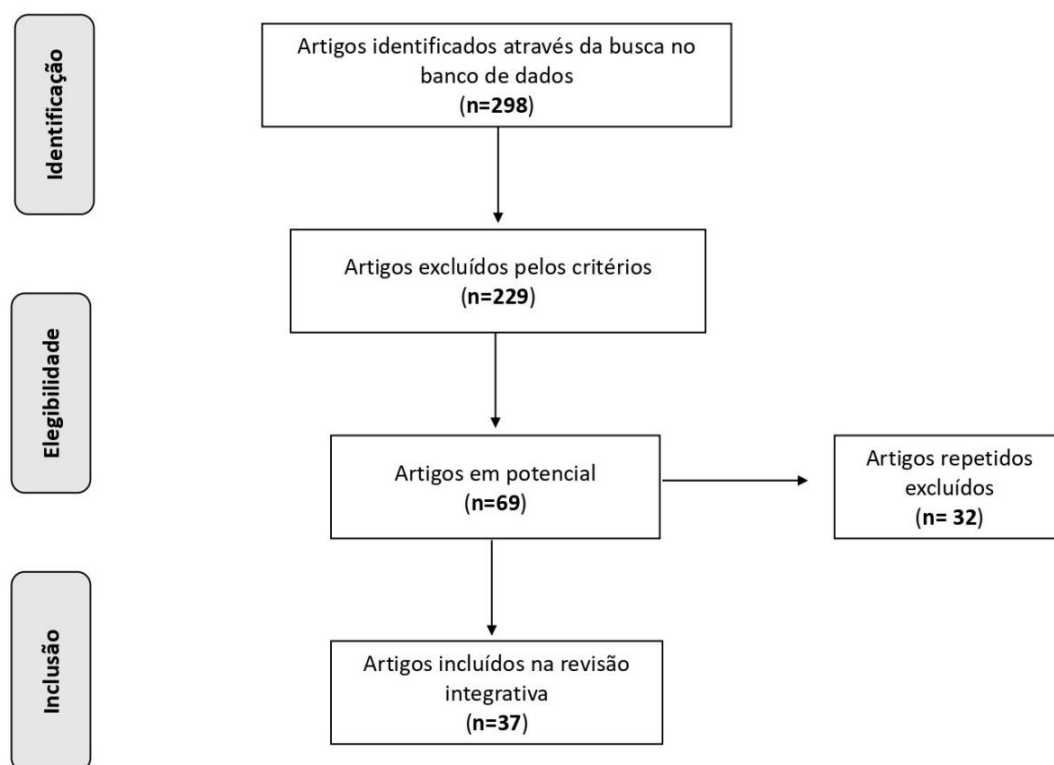 Identificação
Artigos identificados através da busca no
banco de dados
(n=298)
Artigos excluídos pelos critérios
(n=229)
Elegibilidade
Artigos em potencial
(n=69)
Artigos repetidos
excluídos
(n= 32)
Inclusão
Artigos incluídos na revisão
integrativa
(n=37)